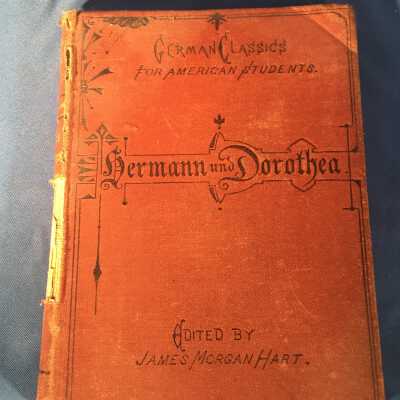 German Classics
for American Students.
Hermann und Dorothea
Edited by
James Morgan Hart.